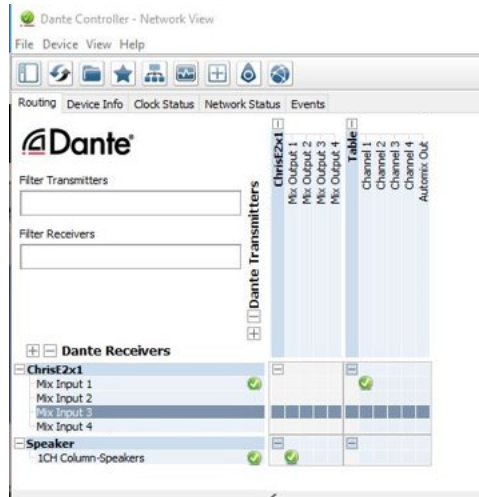 Dante Controller - Network View
File Device View Help
Routing Device Info Clock Status Network Status Events
Dante®
Filter Transmitters
Filter Receivers
Dante Transmitters
ChrisE2x1
Mix Output 1
Mix Output 2
Mix Output 3
Mix Output 4
Table
Channel 1
Channel 2
Channel 3
Channel 4
Automix Out
Dante Receivers
ChrisE2x1
Mix Input 1
Mix Input 2
Mix Input 3
Mix Input 4
Speaker
1CH Column-Speakers